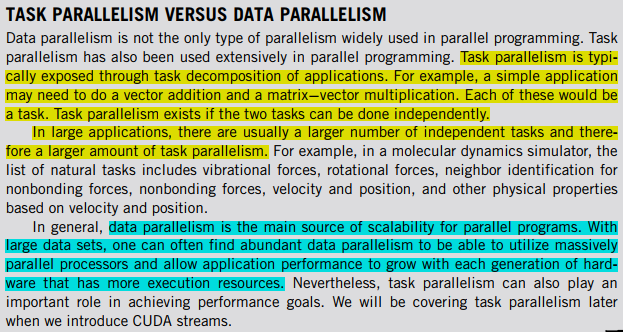 TASK PARALLELISM VERSUS DATA PARALLELISM
Data parallelism is not the only type of parallelism widely used in parallel programming. Task
parallelism has also been used extensively in parallel programming. Task parallelism is typi-
cally exposed through task decomposition of applications. For example, a simple application
may need to do a vector addition and a matrix–vector multiplication. Each of these would be
a task. Task parallelism exists if the two tasks can be done independently.
In large applications, there are usually a larger number of independent tasks and there-
fore a larger amount of task parallelism. For example, in a molecular dynamics simulator, the
list of natural tasks includes vibrational forces, rotational forces, neighbor identification for
nonbonding forces, nonbonding forces, velocity and position, and other physical properties
based on velocity and position.
In general, data parallelism is the main source of scalability for parallel programs. With
large data sets, one can often find abundant data parallelism to be able to utilize massively
parallel processors and allow application performance to grow with each generation of hard-
ware that has more execution resources. Nevertheless, task parallelism can also play an
important role in achieving performance goals. We will be covering task parallelism later
when we introduce CUDA streams.